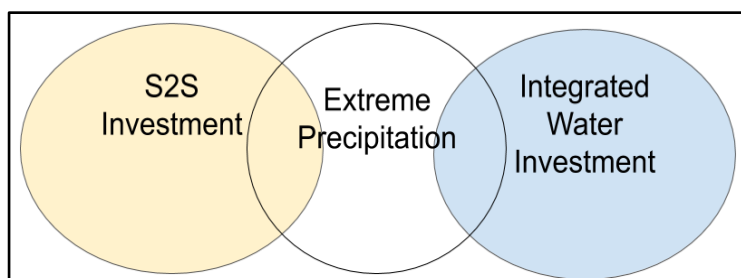 S2S
Investment
Extreme
Precipitation
Integrated
Water
Investment